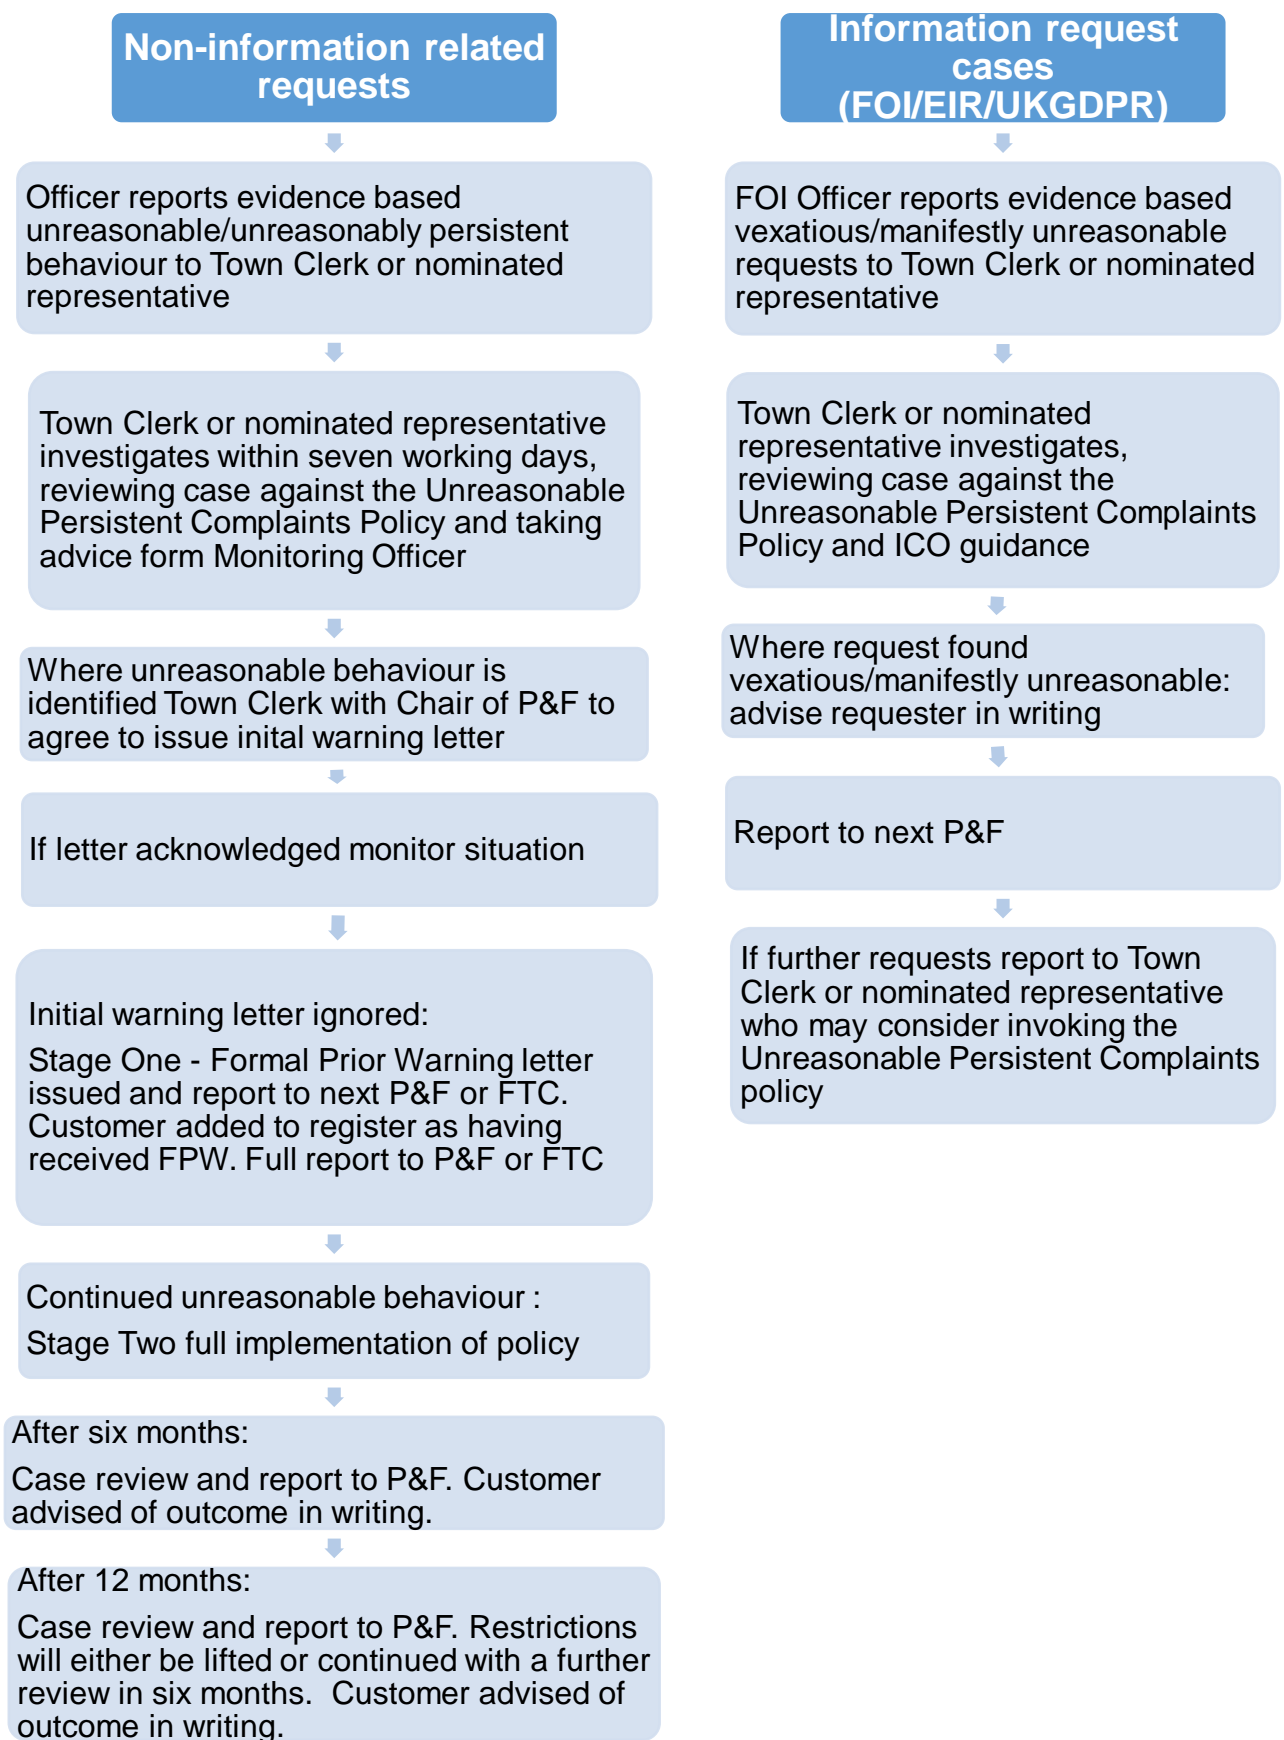 Non-information related
requests
Officer reports evidence based
unreasonable/unreasonably persistent
behaviour to Town Clerk or nominated
representative
Town Clerk or nominated representative
investigates within seven working days,
reviewing case against the Unreasonable
Persistent Complaints Policy and taking
advice form Monitoring Officer
Where unreasonable behaviour is
identified Town Clerk with Chair of P&F to
agree to issue inital warning letter
If letter acknowledged monitor situation
Initial warning letter ignored:
Stage One - Formal Prior Warning letter
issued and report to next P&F or FTC.
Customer added to register as having
received FPW. Full report to P&F or FTC
Continued unreasonable behaviour :
Stage Two full implementation of policy
After six months:
Case review and report to P&F. Customer
advised of outcome in writing.
After 12 months:
Case review and report to P&F. Restrictions
will either be lifted or continued with a further
review in six months.  Customer advised of
outcome in writing.
Information request
cases
(FOI/EIR/UKGDPR)
FOI Officer reports evidence based
vexatious/manifestly unreasonable
requests to Town Clerk or nominated
representative
Town Clerk or nominated
representative investigates,
reviewing case against the
Unreasonable Persistent Complaints
Policy and ICO guidance
Where request found
vexatious/manifestly unreasonable:
advise requester in writing
Report to next P&F
If further requests report to Town
Clerk or nominated representative
who may consider invoking the
Unreasonable Persistent Complaints
policy